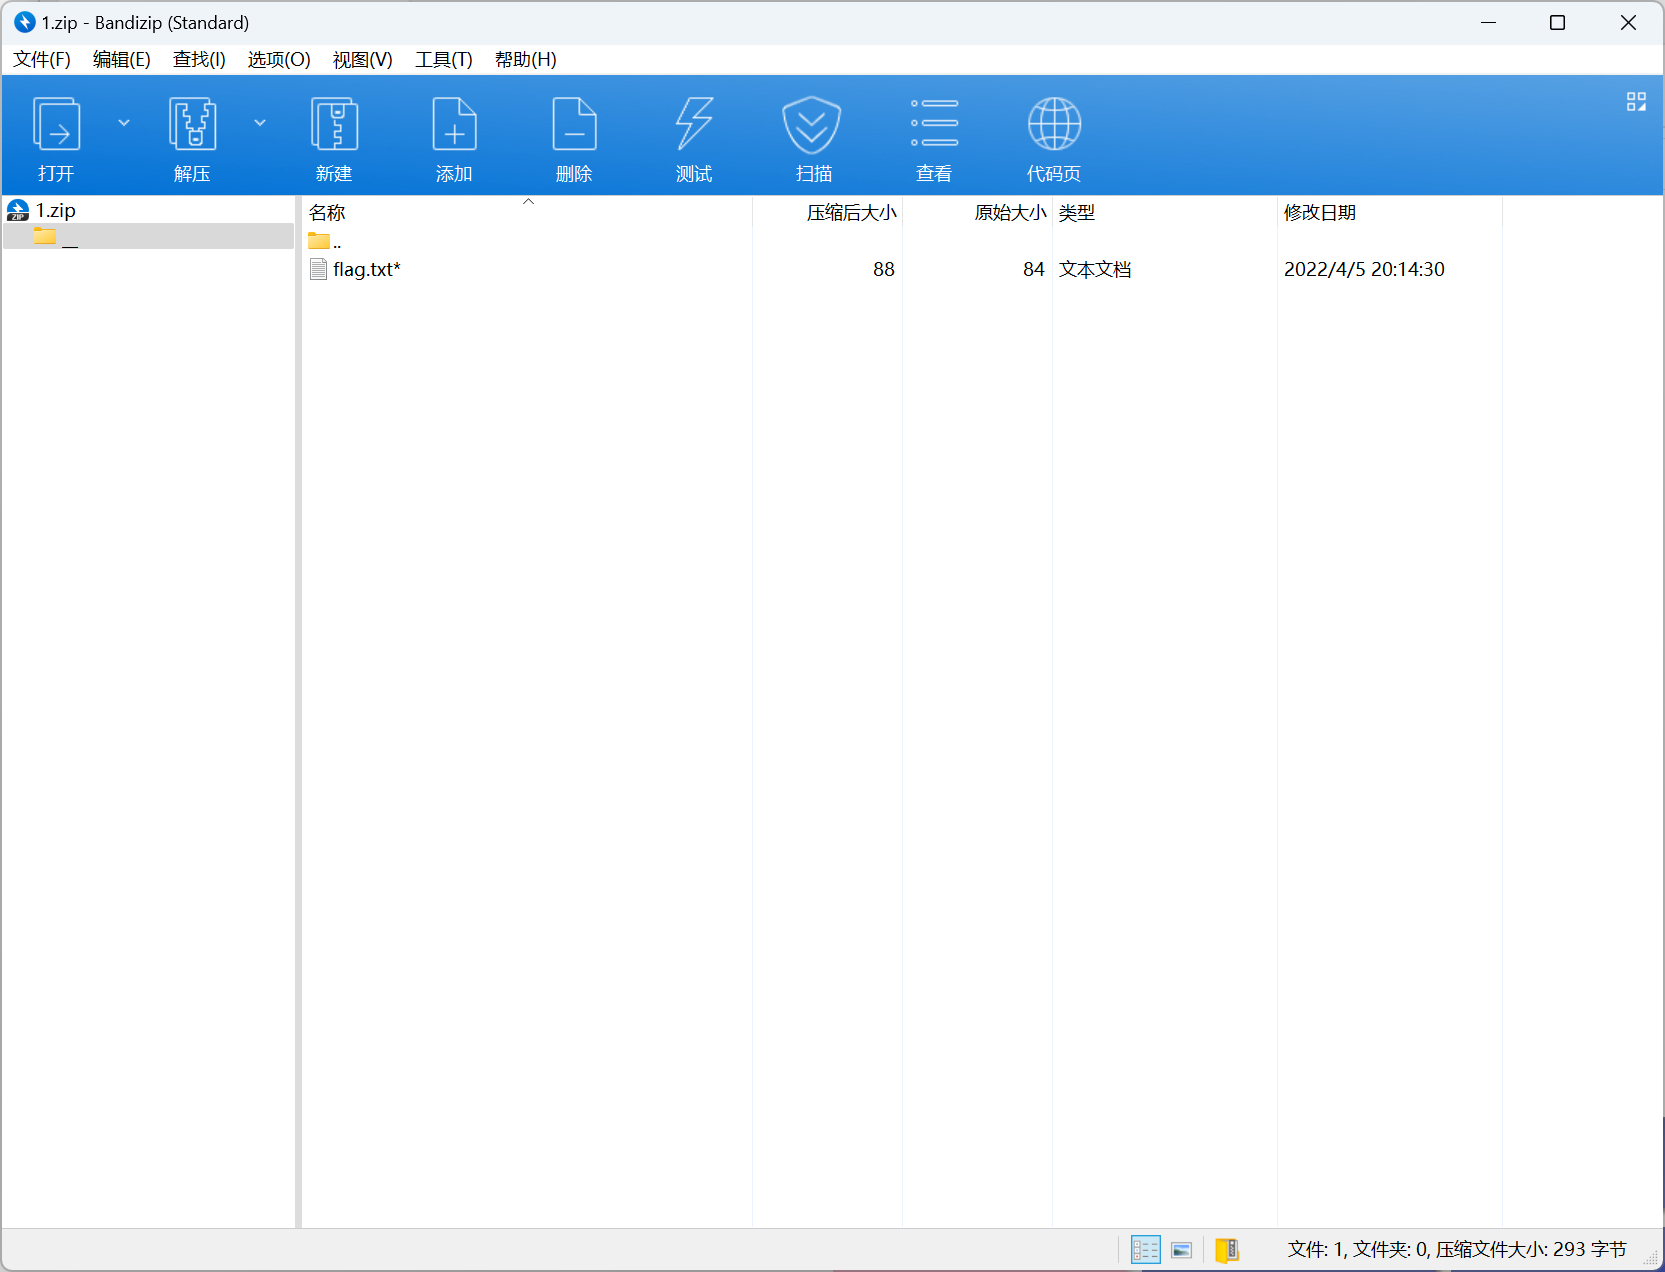 1.zip - Bandizip (Standard)
文件(F) 编辑(E) 查找(I) 选项(O) 视图(V) 工具(T) 帮助(H)
打开 解压 新建 添加 删除 测试 扫描 查看 代码页
1.zip
__
名称 压缩后大小 原始大小 类型 修改日期
..
flag.txt* 88 84 文本文档 2022/4/5 20:14:30
文件: 1, 文件夹: 0, 压缩文件大小: 293 字节